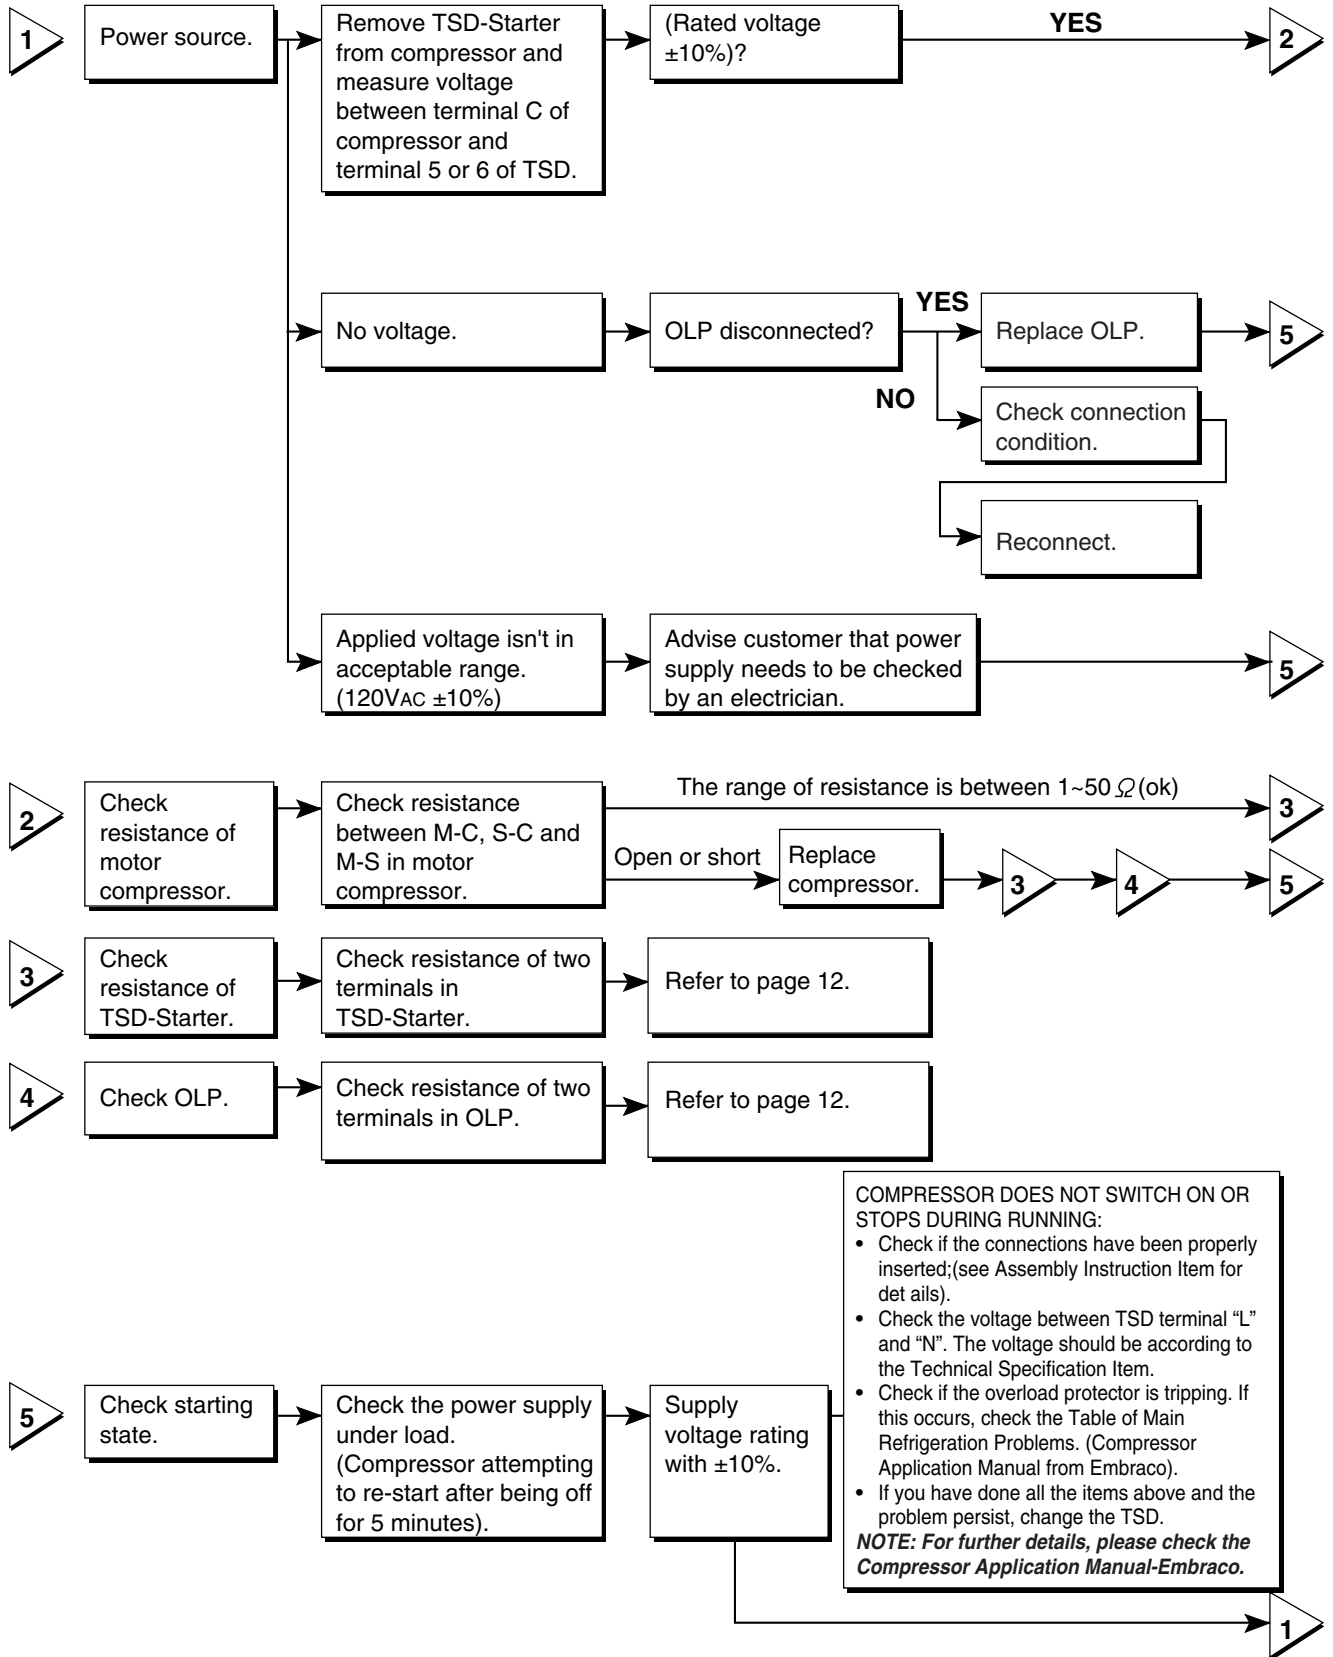 1
Power source.
Remove TSD-Starter
from compressor and
measure voltage
between terminal C of
compressor and
terminal 5 or 6 of TSD.
(Rated voltage
±10%)?
YES
2
No voltage.
OLP disconnected?
YES
Replace OLP.
5
NO
Check connection
condition.
Reconnect.
Applied voltage isn't in
acceptable range.
(120VAC ±10%)
Advise customer that power
supply needs to be checked
by an electrician.
5
2
Check
resistance of
motor
compressor.
Check resistance
between M-C, S-C and
M-S in motor
compressor.
The range of resistance is between 1~50 Ω (ok)
3
Open or short
Replace
compressor.
3
4
5
3
Check
resistance of
TSD-Starter.
Check resistance of two
terminals in
TSD-Starter.
Refer to page 12.
4
Check OLP.
Check resistance of two
terminals in OLP.
Refer to page 12.
5
Check starting
state.
Check the power supply
under load.
(Compressor attempting
to re-start after being off
for 5 minutes).
Supply
voltage rating
with ±10%.
COMPRESSOR DOES NOT SWITCH ON OR
STOPS DURING RUNNING:
• Check if the connections have been properly
inserted;(see Assembly Instruction Item for
det ails).
• Check the voltage between TSD terminal “L”
and “N”. The voltage should be according to
the Technical Specification Item.
• Check if the overload protector is tripping. If
this occurs, check the Table of Main
Refrigeration Problems. (Compressor
Application Manual from Embraco).
• If you have done all the items above and the
problem persist, change the TSD.
NOTE: For further details, please check the
Compressor Application Manual-Embraco.
1